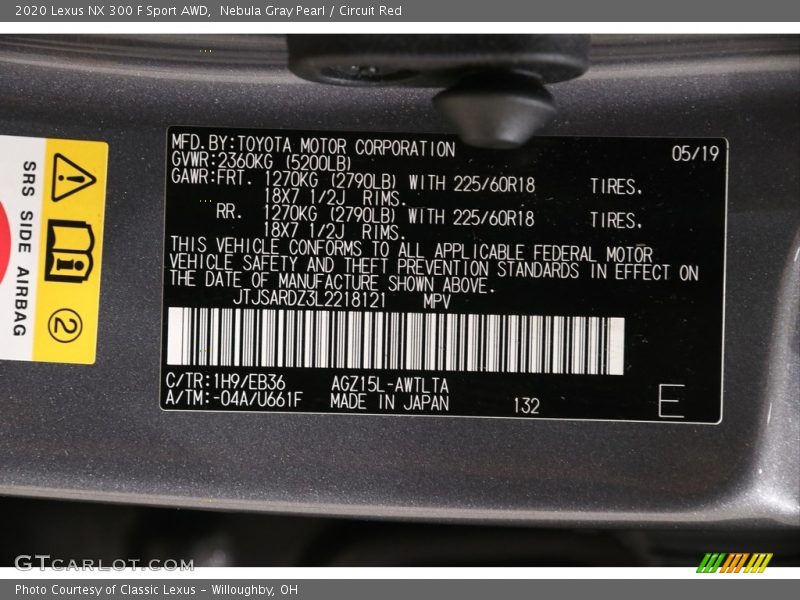 2020 Lexus NX 300 F Sport AWD, Nebula Gray Pearl / Circuit Red
MFD.BY:TOYOTA MOTOR CORPORATION 05/19
GVWR:2360KG (5200LB)
GAWR:FRT. 1270KG (2790LB) WITH 225/60R18 TIRES.
18X7 1/2J RIMS.
RR. 1270KG (2790LB) WITH 225/60R18 TIRES.
18X7 1/2J RIMS.
THIS VEHICLE CONFORMS TO ALL APPLICABLE FEDERAL MOTOR
VEHICLE SAFETY AND THEFT PREVENTION STANDARDS IN EFFECT ON
THE DATE OF MANUFACTURE SHOWN ABOVE.
JTJSARDZ3L2218121 MPV
C/TR:1H9/EB36 AGZ15L-AWTLTA
A/TM:-04A/U661F MADE IN JAPAN 132 E
SRS SIDE AIRBAG
2
GTCARLOT.COM
Photo Courtesy of Classic Lexus - Willoughby, OH